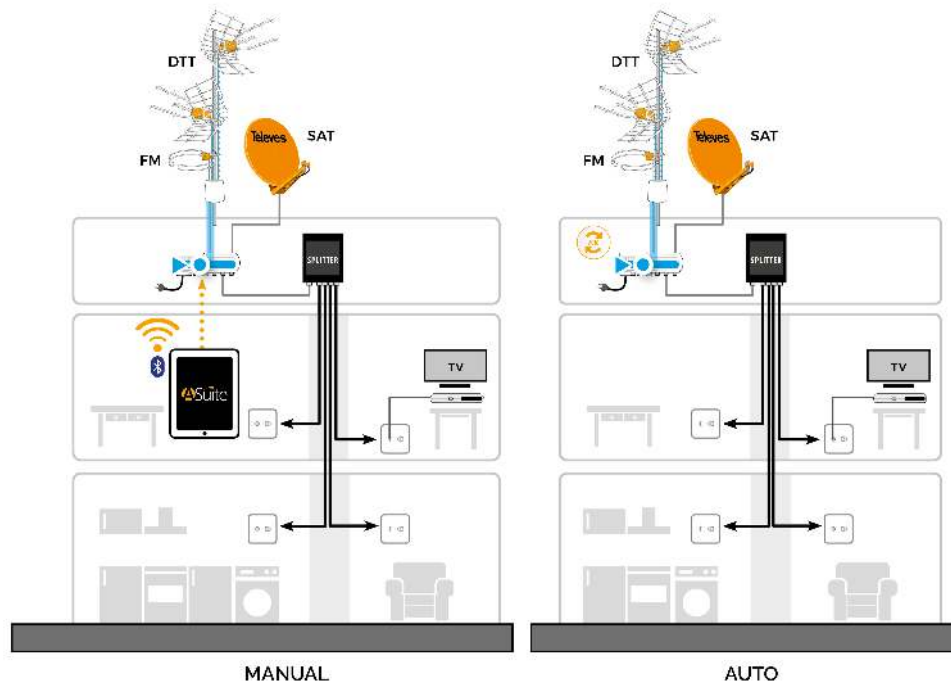 DTT
FM
Televes
SAT
SPLITTER
ASuite
TV
MANUAL
DTT
FM
Televes
SAT
SPLITTER
TV
AUTO